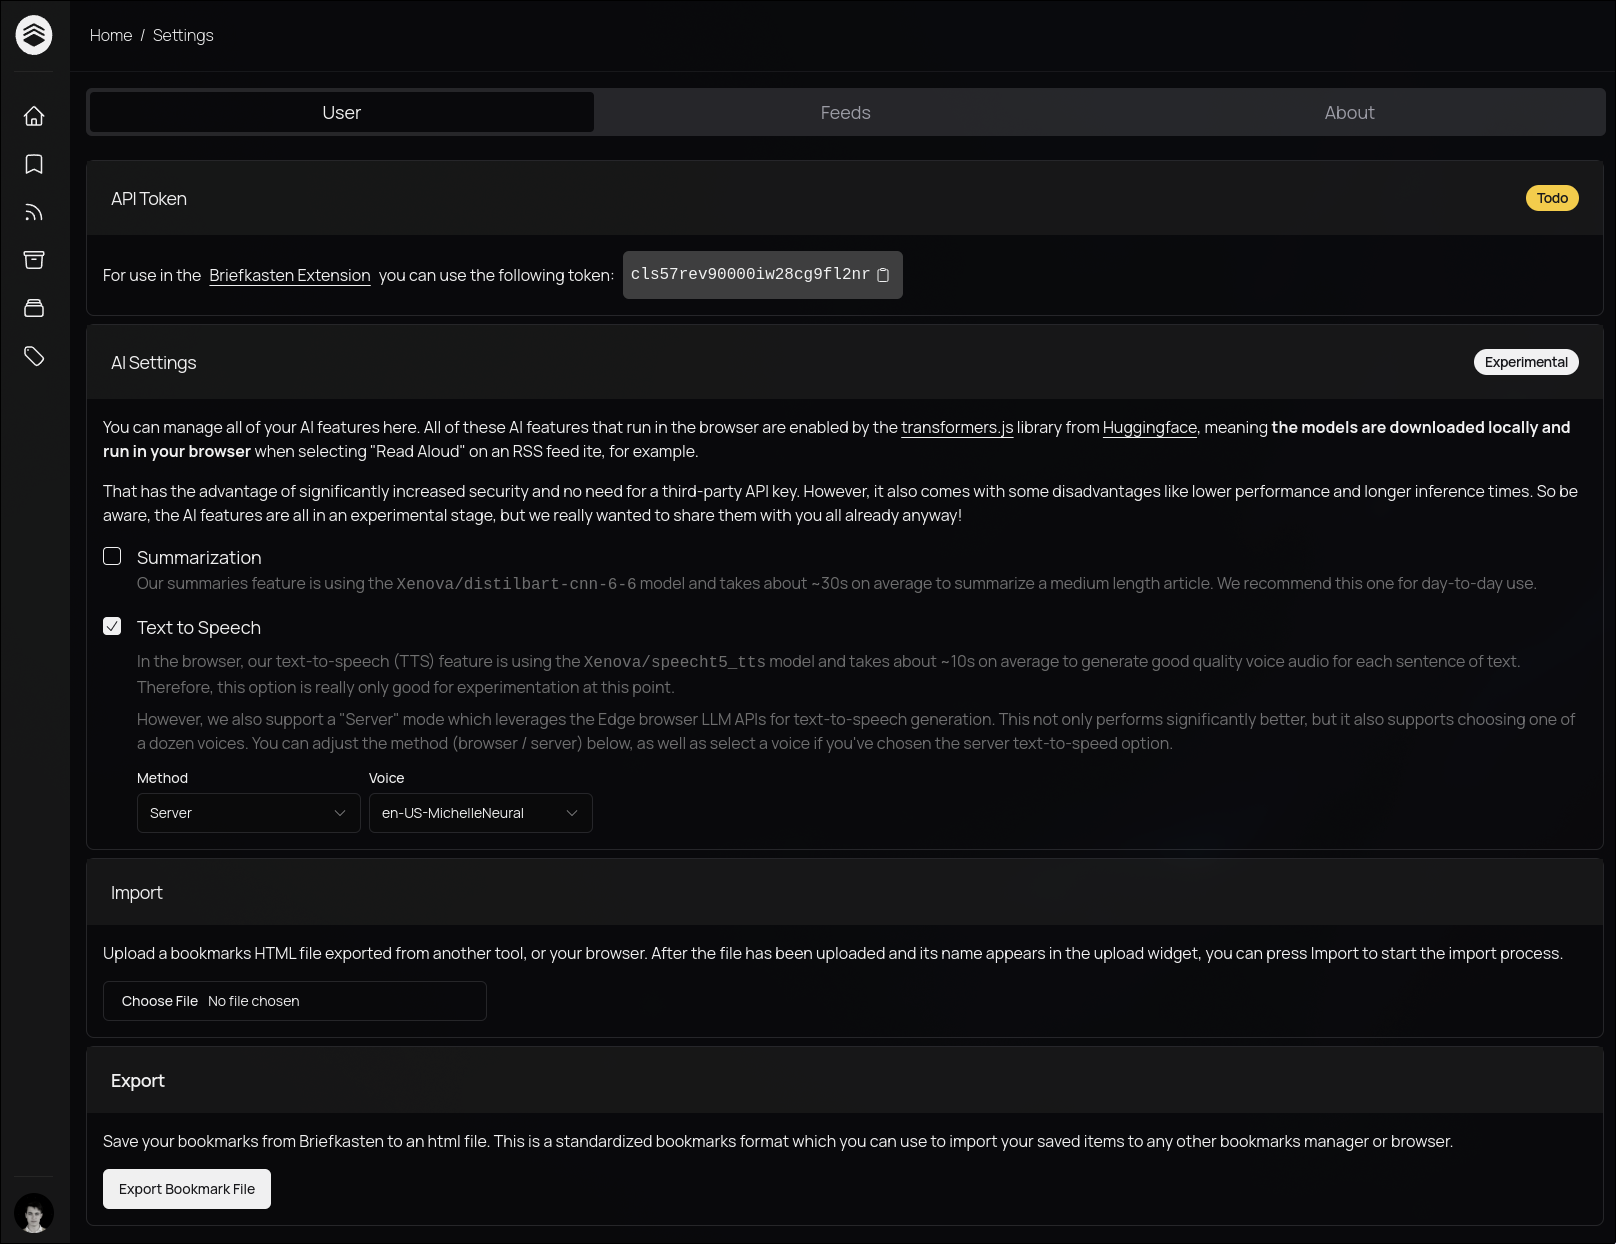 Home / Settings
User
Feeds
About
API Token
Todo
For use in the Briefkasten Extension you can use the following token: cls57rev90000iw28cg9fl2nr
AI Settings
Experimental
You can manage all of your AI features here. All of these AI features that run in the browser are enabled by the transformers.js library from Huggingface, meaning the models are downloaded locally and
run in your browser when selecting "Read Aloud" on an RSS feed ite, for example.
That has the advantage of significantly increased security and no need for a third-party API key. However, it also comes with some disadvantages like lower performance and longer inference times. So be
aware, the AI features are all in an experimental stage, but we really wanted to share them with you all already anyway!
Summarization
Our summaries feature is using the Xenova/distilbart-cnn-6-6 model and takes about ~30s on average to summarize a medium length article. We recommend this one for day-to-day use.
Text to Speech
In the browser, our text-to-speech (TTS) feature is using the Xenova/speecht5_tts model and takes about ~10s on average to generate good quality voice audio for each sentence of text.
Therefore, this option is really only good for experimentation at this point.
However, we also support a "Server" mode which leverages the Edge browser LLM APIs for text-to-speech generation. This not only performs significantly better, but it also supports choosing one of
a dozen voices. You can adjust the method (browser / server) below, as well as select a voice if you've chosen the server text-to-speed option.
Method
Voice
Server
en-US-MichelleNeural
Import
Upload a bookmarks HTML file exported from another tool, or your browser. After the file has been uploaded and its name appears in the upload widget, you can press Import to start the import process.
Choose File No file chosen
Export
Save your bookmarks from Briefkasten to an html file. This is a standardized bookmarks format which you can use to import your saved items to any other bookmarks manager or browser.
Export Bookmark File